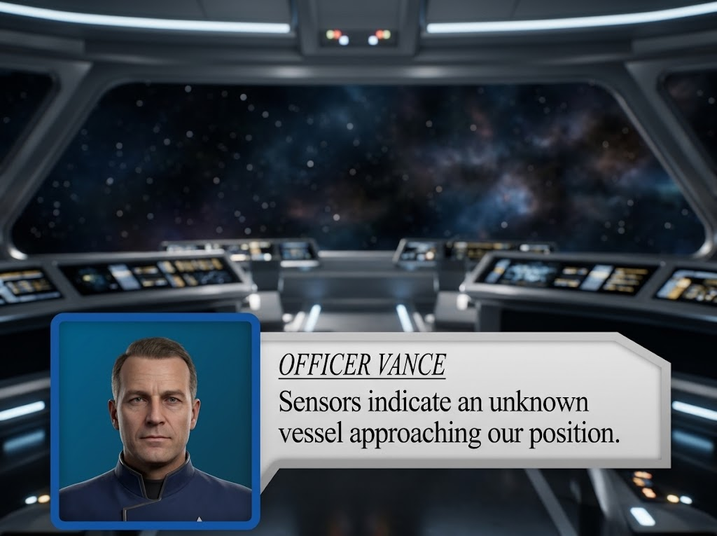 OFFICER VANCE
Sensors indicate an unknown
vessel approaching our position.